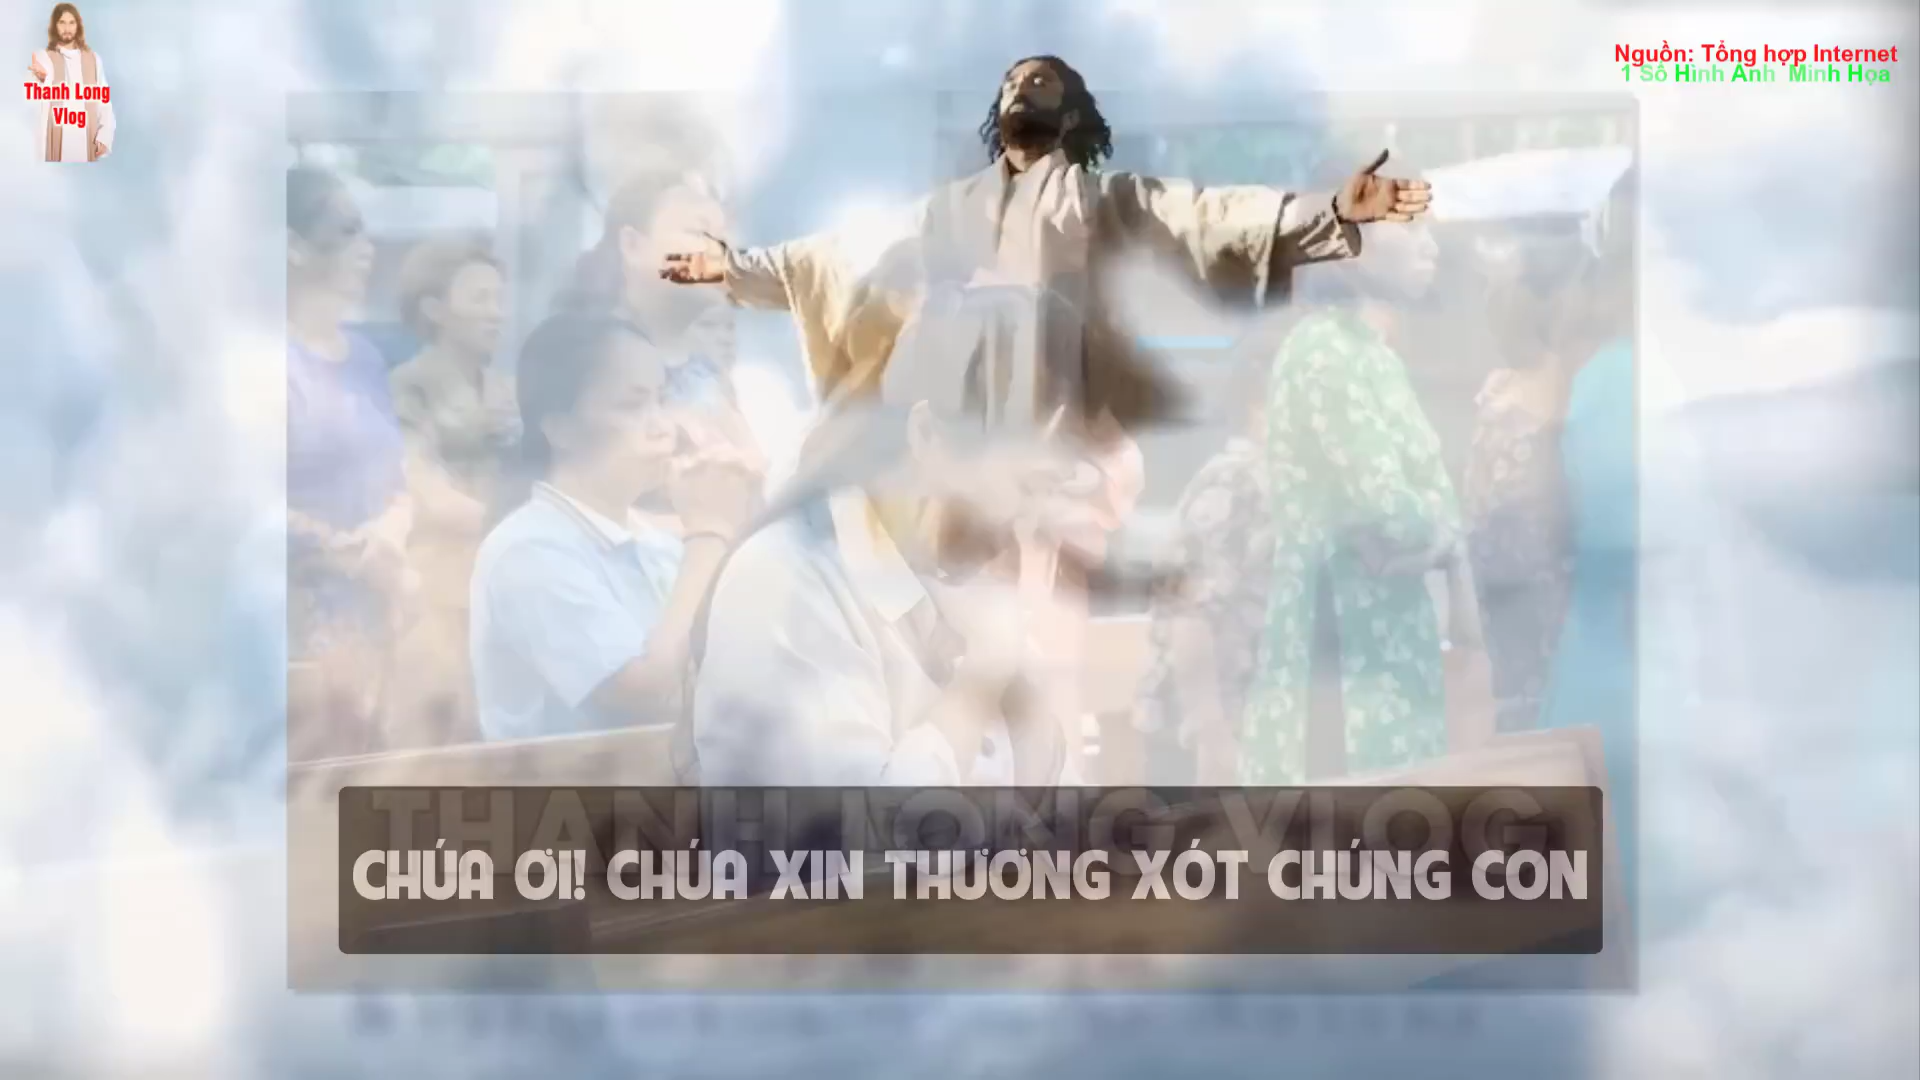 Thanh Long
Vlog
Nguồn: Tổng hợp Internet
1 Số Hình Ảnh Minh Họa
THANH LONG VLOG
CHÚA ƠI! CHÚA XIN THƯƠNG XÓT CHÚNG CON